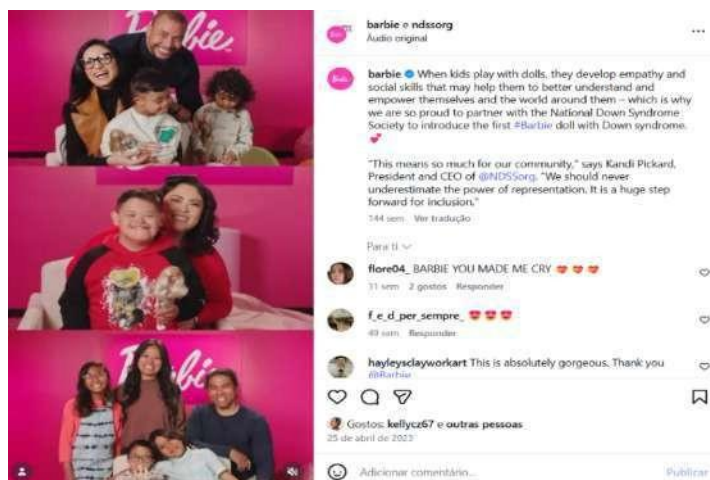 Barbie
Barbie
barbie e ndssorg
Áudio original
barbie When kids play with dolls, they develop empathy and
social skills that may help them to better understand and
empower themselves and the world around them – which is why
we are so proud to partner with the National Down Syndrome
Society to introduce the first #Barbie doll with Down syndrome.
💕
"This means so much for our community," says Kandi Pickard,
President and CEO of @NDSSorg. "We should never
underestimate the power of representation. It is a huge step
forward for inclusion."
144 sem Ver tradução
Para ti
flore04_ BARBIE YOU MADE ME CRY 😍 😍 😍
11 sem 2 gostos Responder
f_e_d_per_sempre_ 😍😍😍
49 sem Responder
hayleysclayworkart This is absolutely gorgeous. Thank you
@Barbie
Gostos: kellycz67 e outras pessoas
25 de abril de 2023
Adicionar comentário...
Publicar